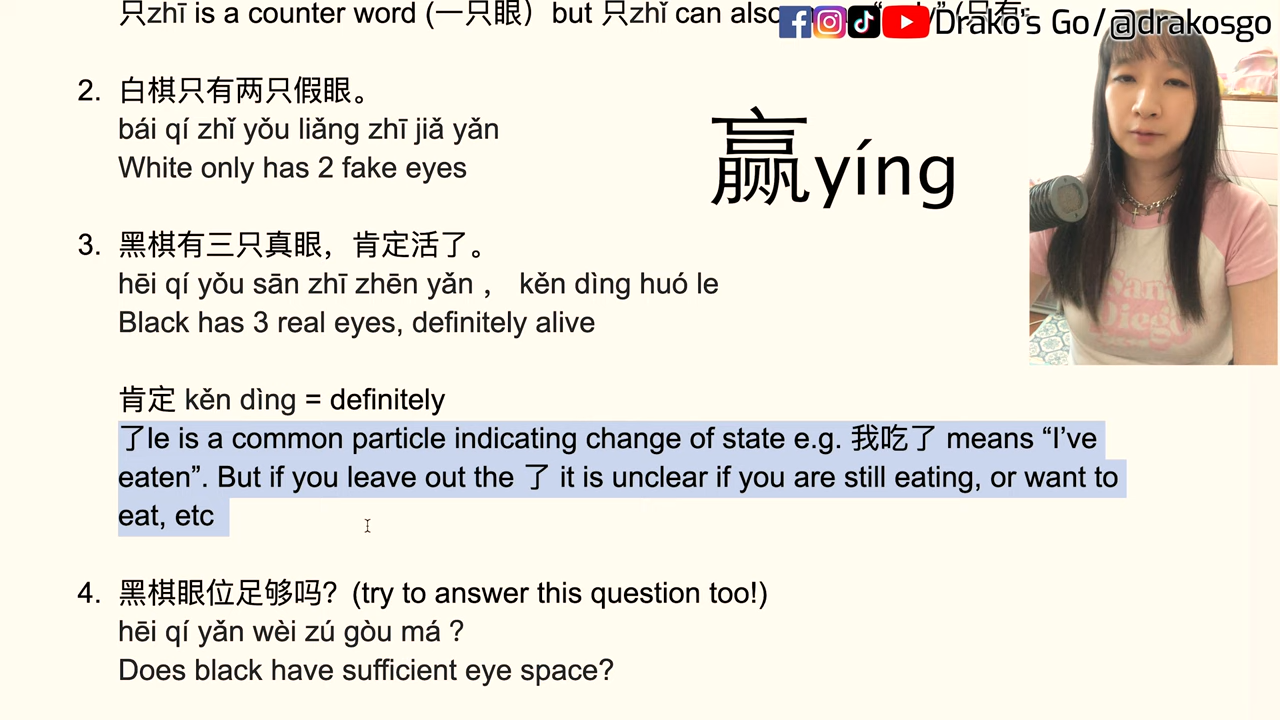 只zhī is a counter word (一只眼）but 只zhǐ can also "only" (只有
Drako's Go/@drakosgo
2. 白棋只有两只假眼。
bái qí zhǐ yǒu liǎng zhī jiǎ yǎn
White only has 2 fake eyes
赢yíng
3. 黑棋有三只真眼，肯定活了。
hēi qí yǒu sān zhī zhēn yǎn ， kěn dìng huó le
Black has 3 real eyes, definitely alive
肯定 kěn dìng = definitely
了le is a common particle indicating change of state e.g. 我吃了 means “I’ve
eaten”. But if you leave out the 了 it is unclear if you are still eating, or want to
eat, etc
4. 黑棋眼位足够吗？(try to answer this question too!)
hēi qí yǎn wèi zú gòu má ?
Does black have sufficient eye space?
San
Diego